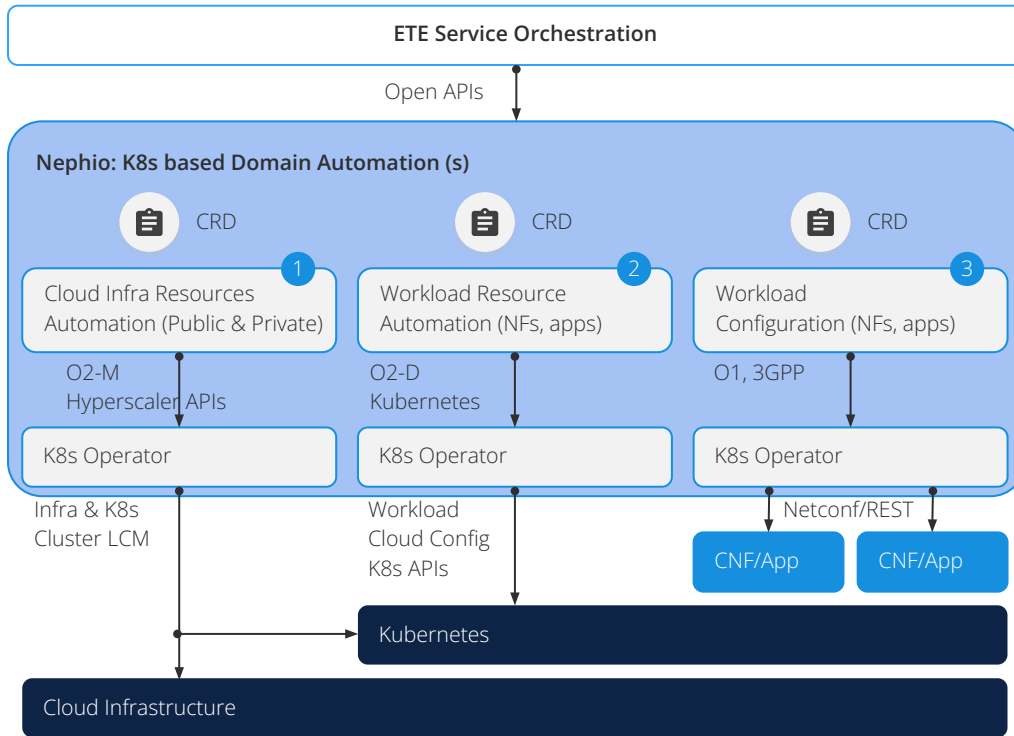 ETE Service Orchestration
Open APIs
Nephio: K8s based Domain Automation (s)
CRD
CRD
CRD
1
2
3
Cloud Infra Resources
Automation (Public & Private)
Workload Resource
Automation (NFs, apps)
Workload
Configuration (NFs, apps)
O2-M
Hyperscaler APIs
O2-D
Kubernetes
O1, 3GPP
K8s Operator
K8s Operator
K8s Operator
Infra & K8s
Cluster LCM
Workload
Cloud Config
K8s APIs
Netconf/REST
CNF/App
CNF/App
Kubernetes
Cloud Infrastructure